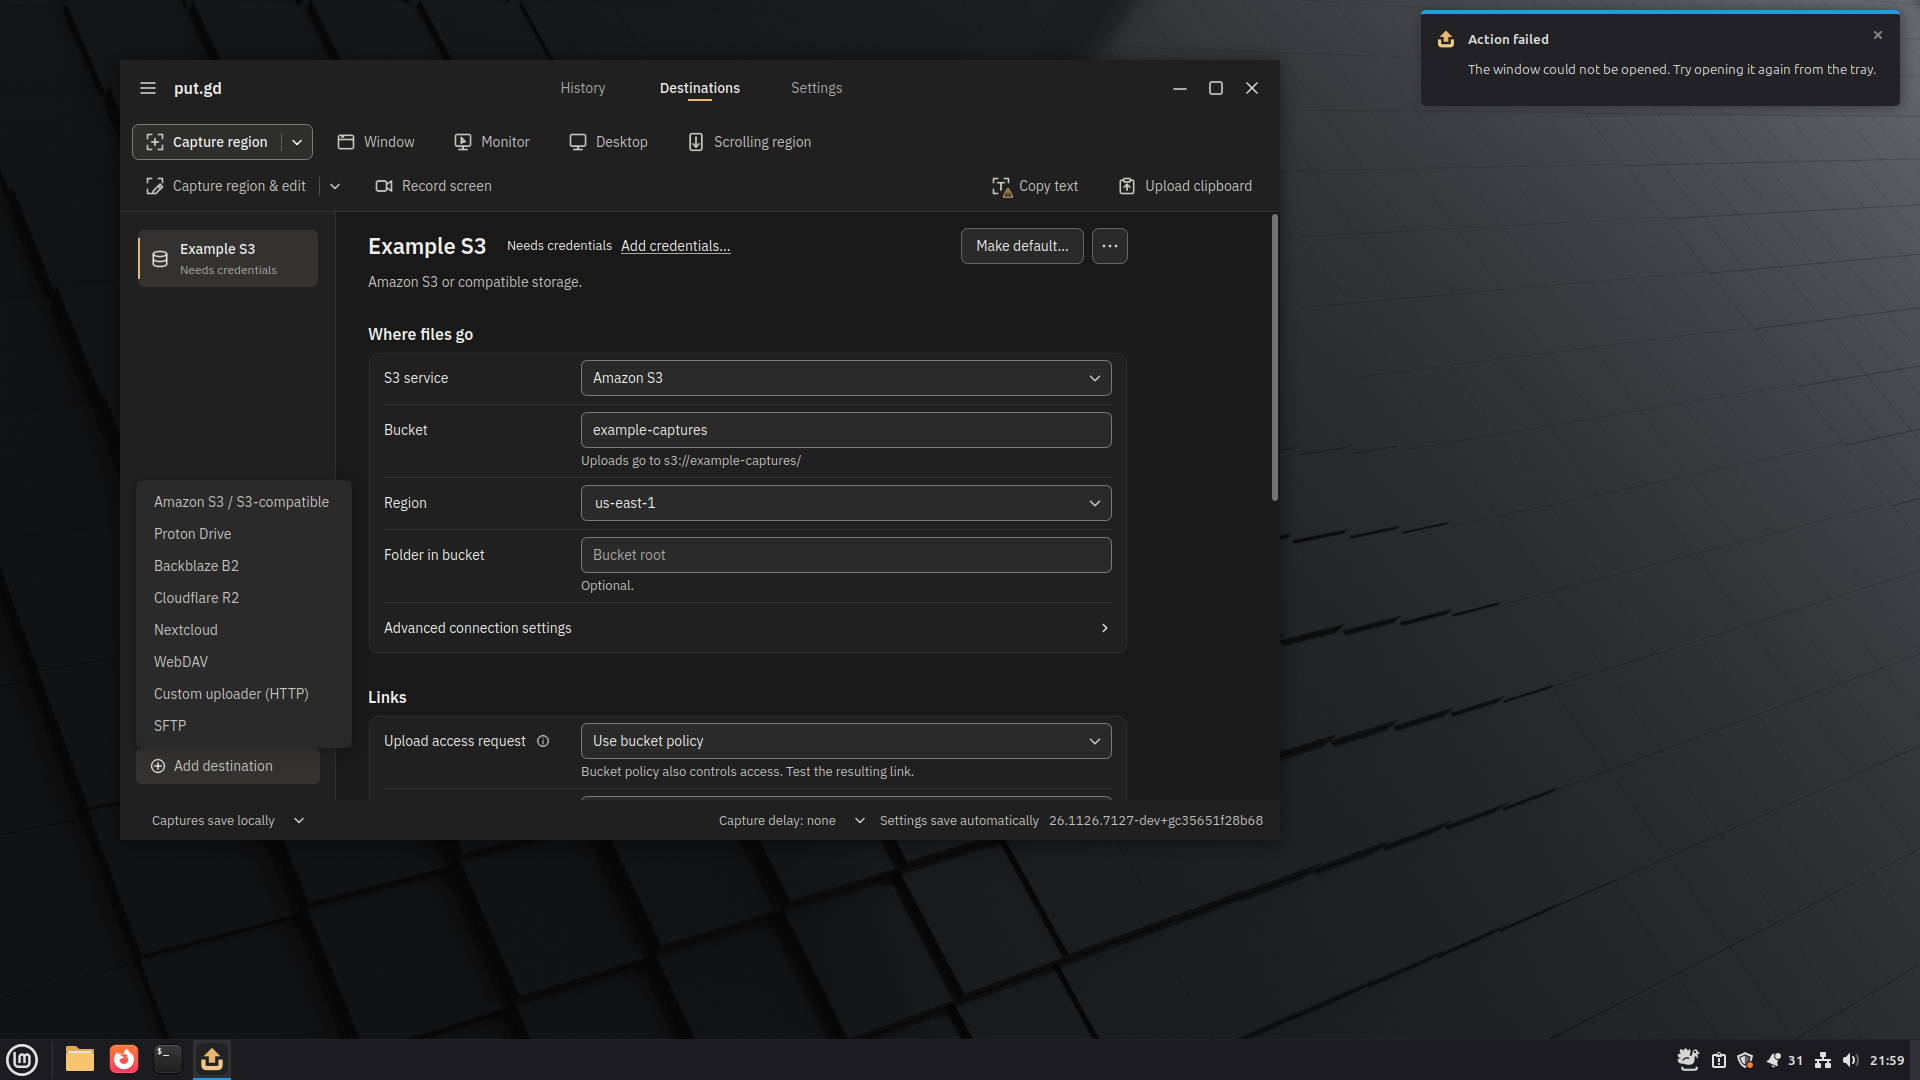 Action failed
The window could not be opened. Try opening it again from the tray.
put.gd
History
Destinations
Settings
Capture region
Window
Monitor
Desktop
Scrolling region
Capture region & edit
Record screen
Copy text
Upload clipboard
Example S3
Needs credentials
Example S3
Needs credentials
Add credentials...
Make default...
Amazon S3 or compatible storage.
Where files go
S3 service
Amazon S3
Bucket
example-captures
Uploads go to s3://example-captures/
Region
us-east-1
Folder in bucket
Bucket root
Optional.
Advanced connection settings
Links
Upload access request
Use bucket policy
Bucket policy also controls access. Test the resulting link.
Amazon S3 / S3-compatible
Proton Drive
Backblaze B2
Cloudflare R2
Nextcloud
WebDAV
Custom uploader (HTTP)
SFTP
Add destination
Captures save locally
Capture delay: none
Settings save automatically
26.1126.7127-dev+gc35651f28b68
$_
31
21:59